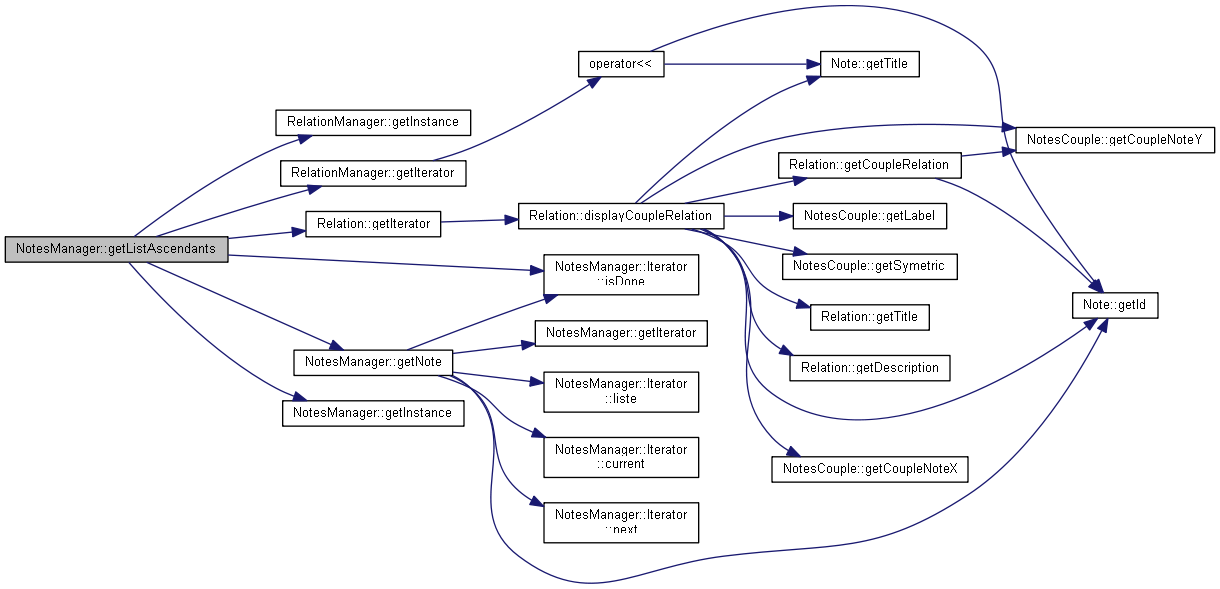 NotesManager::getListAscendants
RelationManager::getInstance
RelationManager::getIterator
Relation::getIterator
NotesManager::getNote
NotesManager::getInstance
operator<<
Relation::displayCoupleRelation
NotesManager::Iterator
::isDone
NotesManager::getIterator
NotesManager::Iterator
::liste
NotesManager::Iterator
::current
NotesManager::Iterator
::next
Note::getTitle
Relation::getCoupleRelation
NotesCouple::getLabel
NotesCouple::getSymetric
Relation::getTitle
Relation::getDescription
NotesCouple::getCoupleNoteX
NotesCouple::getCoupleNoteY
Note::getId